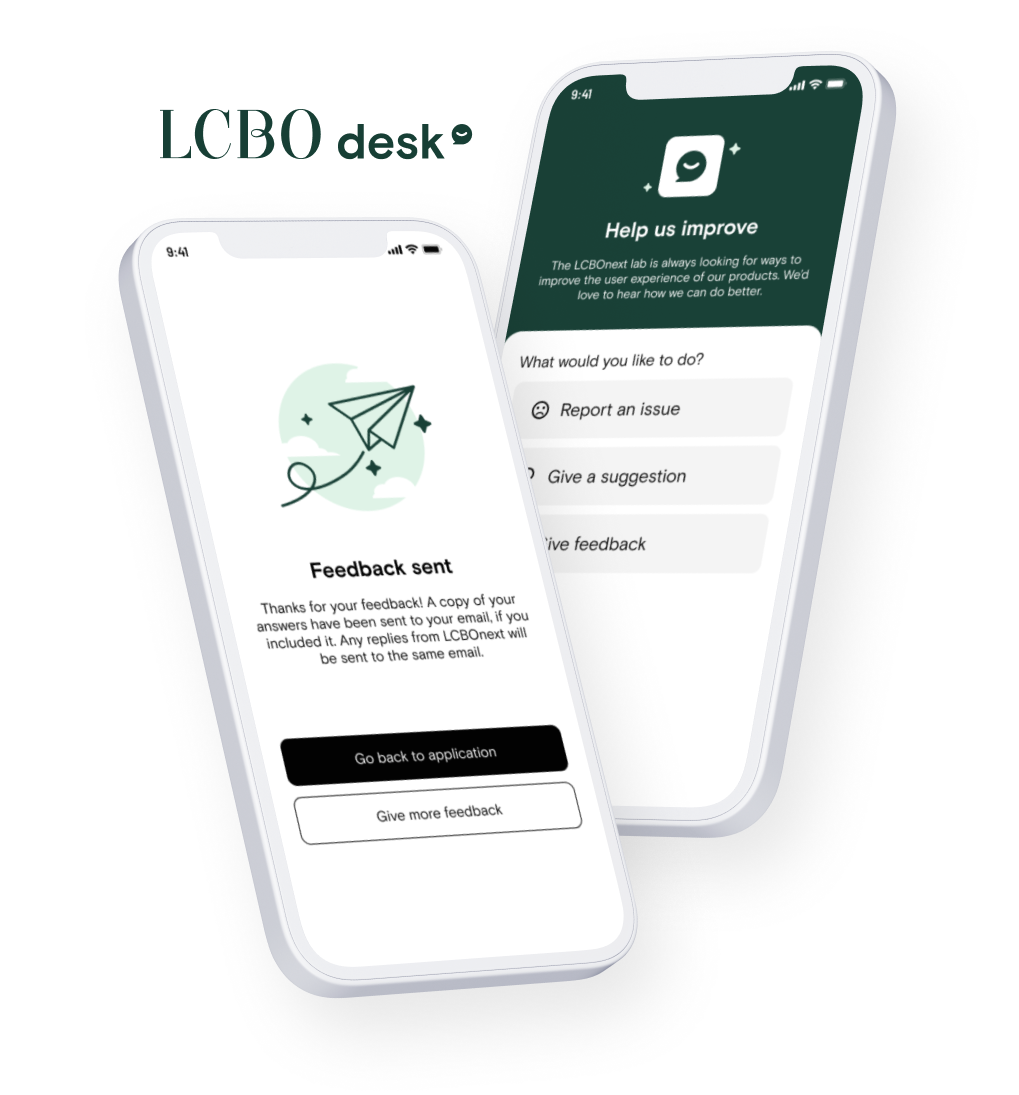 LCBO desk
9:41
Feedback sent
Thanks for your feedback! A copy of your
answers have been sent to your email, if you
included it. Any replies from LCBOnext will
be sent to the same email.
Go back to application
Give more feedback
9:41
Help us improve
The LCBOnext lab is always looking for ways to
improve the user experience of our products. We'd
love to hear how we can do better.
What would you like to do?
Report an issue
Give a suggestion
ive feedback